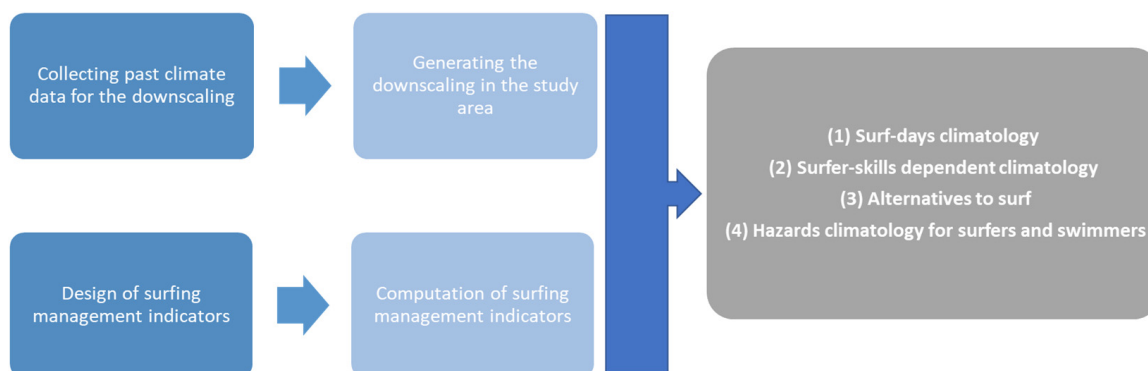 Collecting past climate
data for the downscaling
Generating the
downscaling in the study
area
Design of surfing
management indicators
Computation of surfing
management indicators
(1) Surf-days climatology
(2) Surfer-skills dependent climatology
(3) Alternatives to surf
(4) Hazards climatology for surfers and swimmers